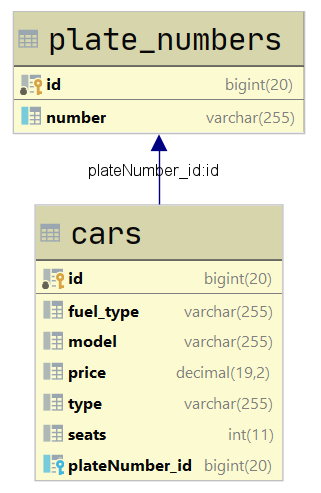 plate_numbers
id bigint(20)
number varchar(255)
plateNumber_id:id
cars
id bigint(20)
fuel_type varchar(255)
model varchar(255)
price decimal(19,2)
type varchar(255)
seats int(11)
plateNumber_id bigint(20)